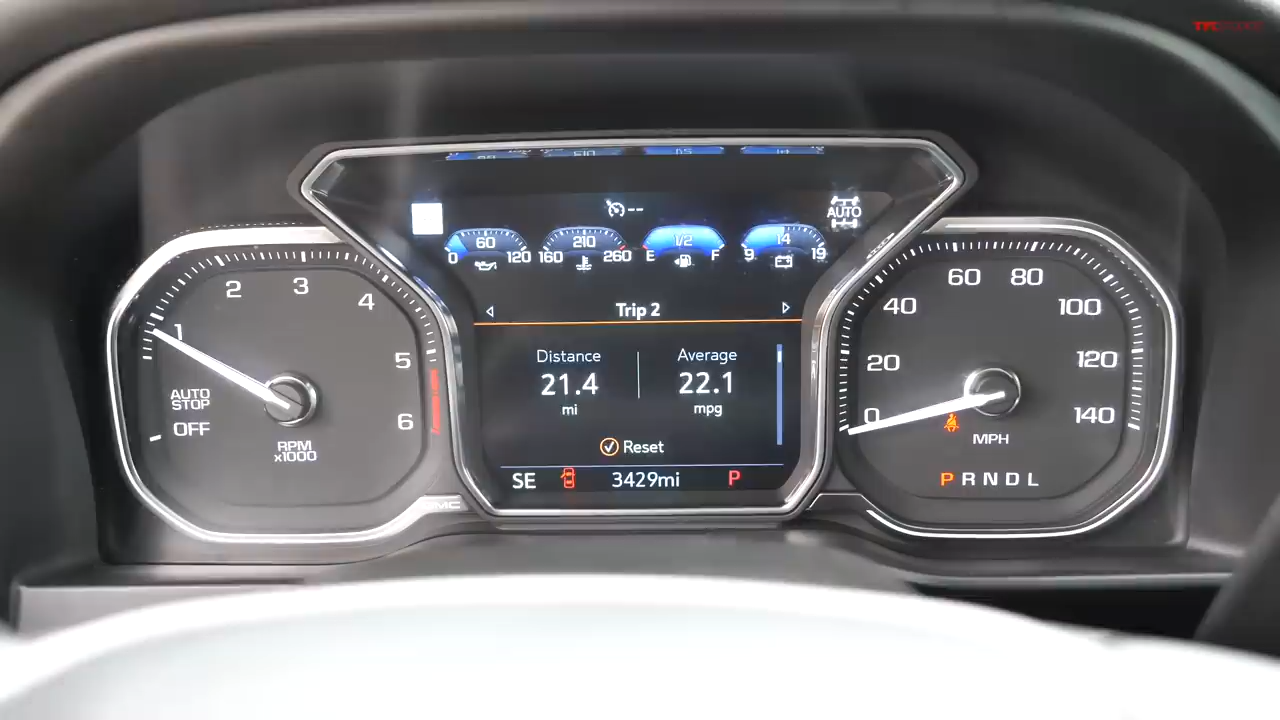 TFL
--
AUTO
60
0 120
210
160 260
1/2
E F
14
9 19
Trip 2
Distance
21.4
mi
Average
22.1
mpg
Reset
SE 3429mi P
1 2 3 4 5 6
AUTO
STOP
OFF
RPM
x1000
GMC
0 20 40 60 80 100 120 140
MPH
P R N D L